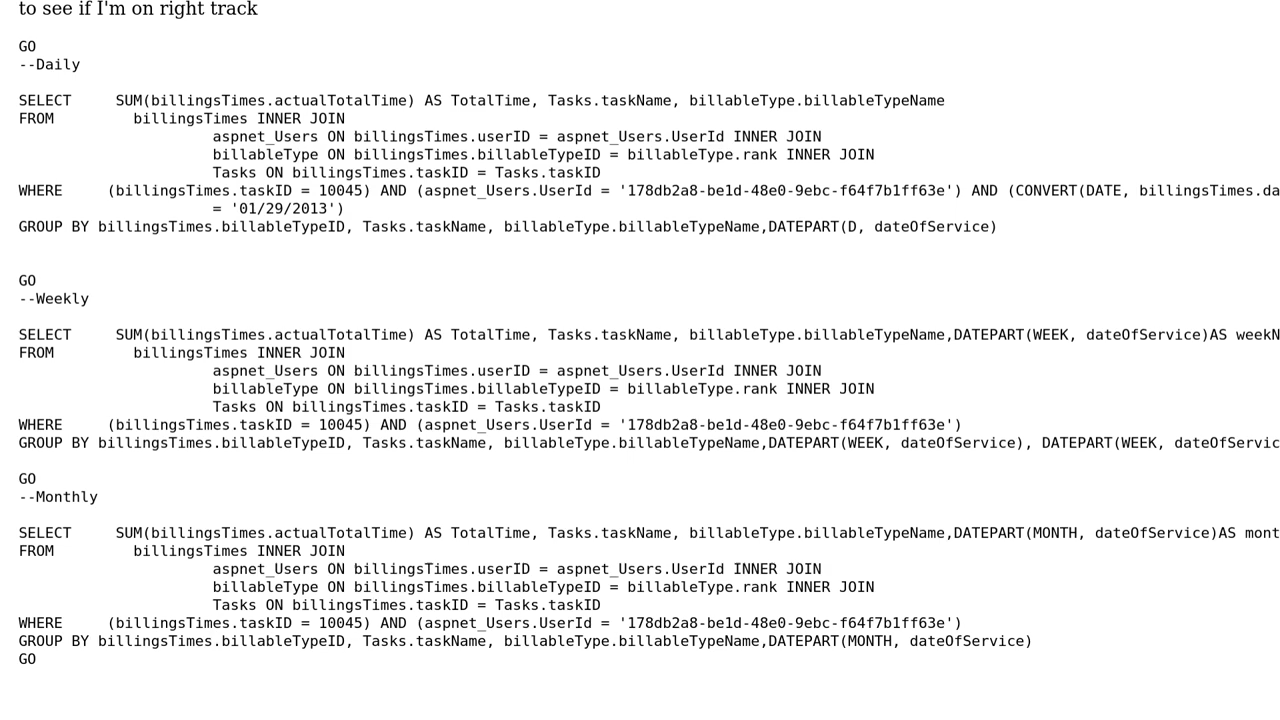 to see if I'm on right track
GO
--Daily
SELECT     SUM(billingsTimes.actualTotalTime) AS TotalTime, Tasks.taskName, billableType.billableTypeName
FROM         billingsTimes INNER JOIN
                      aspnet_Users ON billingsTimes.userID = aspnet_Users.UserId INNER JOIN
                      billableType ON billingsTimes.billableTypeID = billableType.rank INNER JOIN
                      Tasks ON billingsTimes.taskID = Tasks.taskID
WHERE     (billingsTimes.taskID = 10045) AND (aspnet_Users.UserId = '178db2a8-be1d-48e0-9ebc-f64f7b1ff63e') AND (CONVERT(DATE, billingsTimes.da
                      = '01/29/2013')
GROUP BY billingsTimes.billableTypeID, Tasks.taskName, billableType.billableTypeName,DATEPART(D, dateOfService)
GO
--Weekly
SELECT     SUM(billingsTimes.actualTotalTime) AS TotalTime, Tasks.taskName, billableType.billableTypeName,DATEPART(WEEK, dateOfService)AS weekN
FROM         billingsTimes INNER JOIN
                      aspnet_Users ON billingsTimes.userID = aspnet_Users.UserId INNER JOIN
                      billableType ON billingsTimes.billableTypeID = billableType.rank INNER JOIN
                      Tasks ON billingsTimes.taskID = Tasks.taskID
WHERE     (billingsTimes.taskID = 10045) AND (aspnet_Users.UserId = '178db2a8-be1d-48e0-9ebc-f64f7b1ff63e')
GROUP BY billingsTimes.billableTypeID, Tasks.taskName, billableType.billableTypeName,DATEPART(WEEK, dateOfService), DATEPART(WEEK, dateOfServic
GO
--Monthly
SELECT     SUM(billingsTimes.actualTotalTime) AS TotalTime, Tasks.taskName, billableType.billableTypeName,DATEPART(MONTH, dateOfService)AS mont
FROM         billingsTimes INNER JOIN
                      aspnet_Users ON billingsTimes.userID = aspnet_Users.UserId INNER JOIN
                      billableType ON billingsTimes.billableTypeID = billableType.rank INNER JOIN
                      Tasks ON billingsTimes.taskID = Tasks.taskID
WHERE     (billingsTimes.taskID = 10045) AND (aspnet_Users.UserId = '178db2a8-be1d-48e0-9ebc-f64f7b1ff63e')
GROUP BY billingsTimes.billableTypeID, Tasks.taskName, billableType.billableTypeName,DATEPART(MONTH, dateOfService)
GO